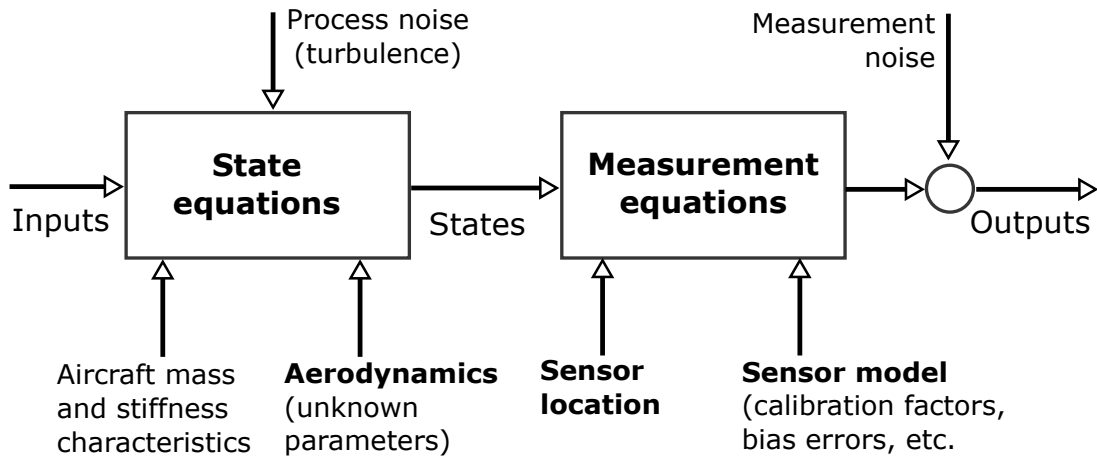 Process noise
(turbulence)
Measurement
noise
State
equations
Measurement
equations
Inputs
States
Outputs
Aircraft mass
and stiffness
characteristics
Aerodynamics
(unknown
parameters)
Sensor
location
Sensor model
(calibration factors,
bias errors, etc.